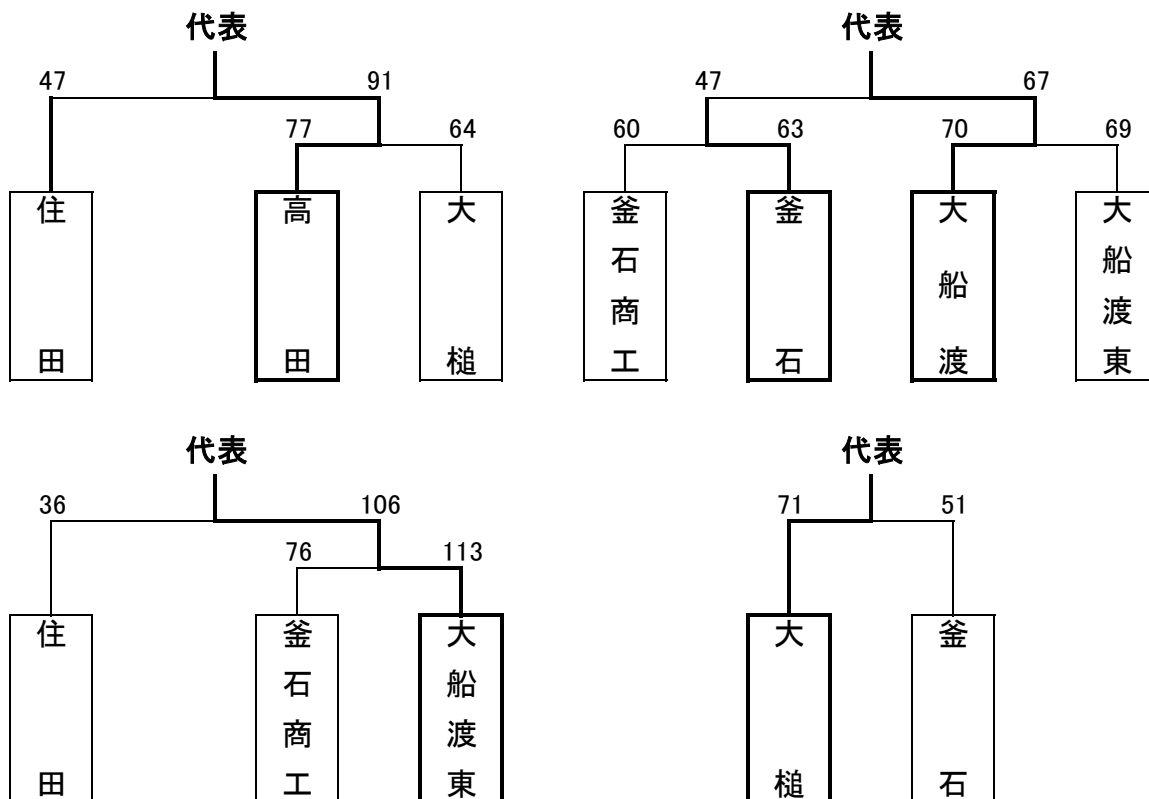 代表
47 91
77 64
住田
高田
大槌
代表
47 67
60 63 70 69
釜石商工
釜石
大船渡
大船渡東
代表
36 106
76 113
住田
釜石商工
大船渡東
代表
71 51
大槌
釜石